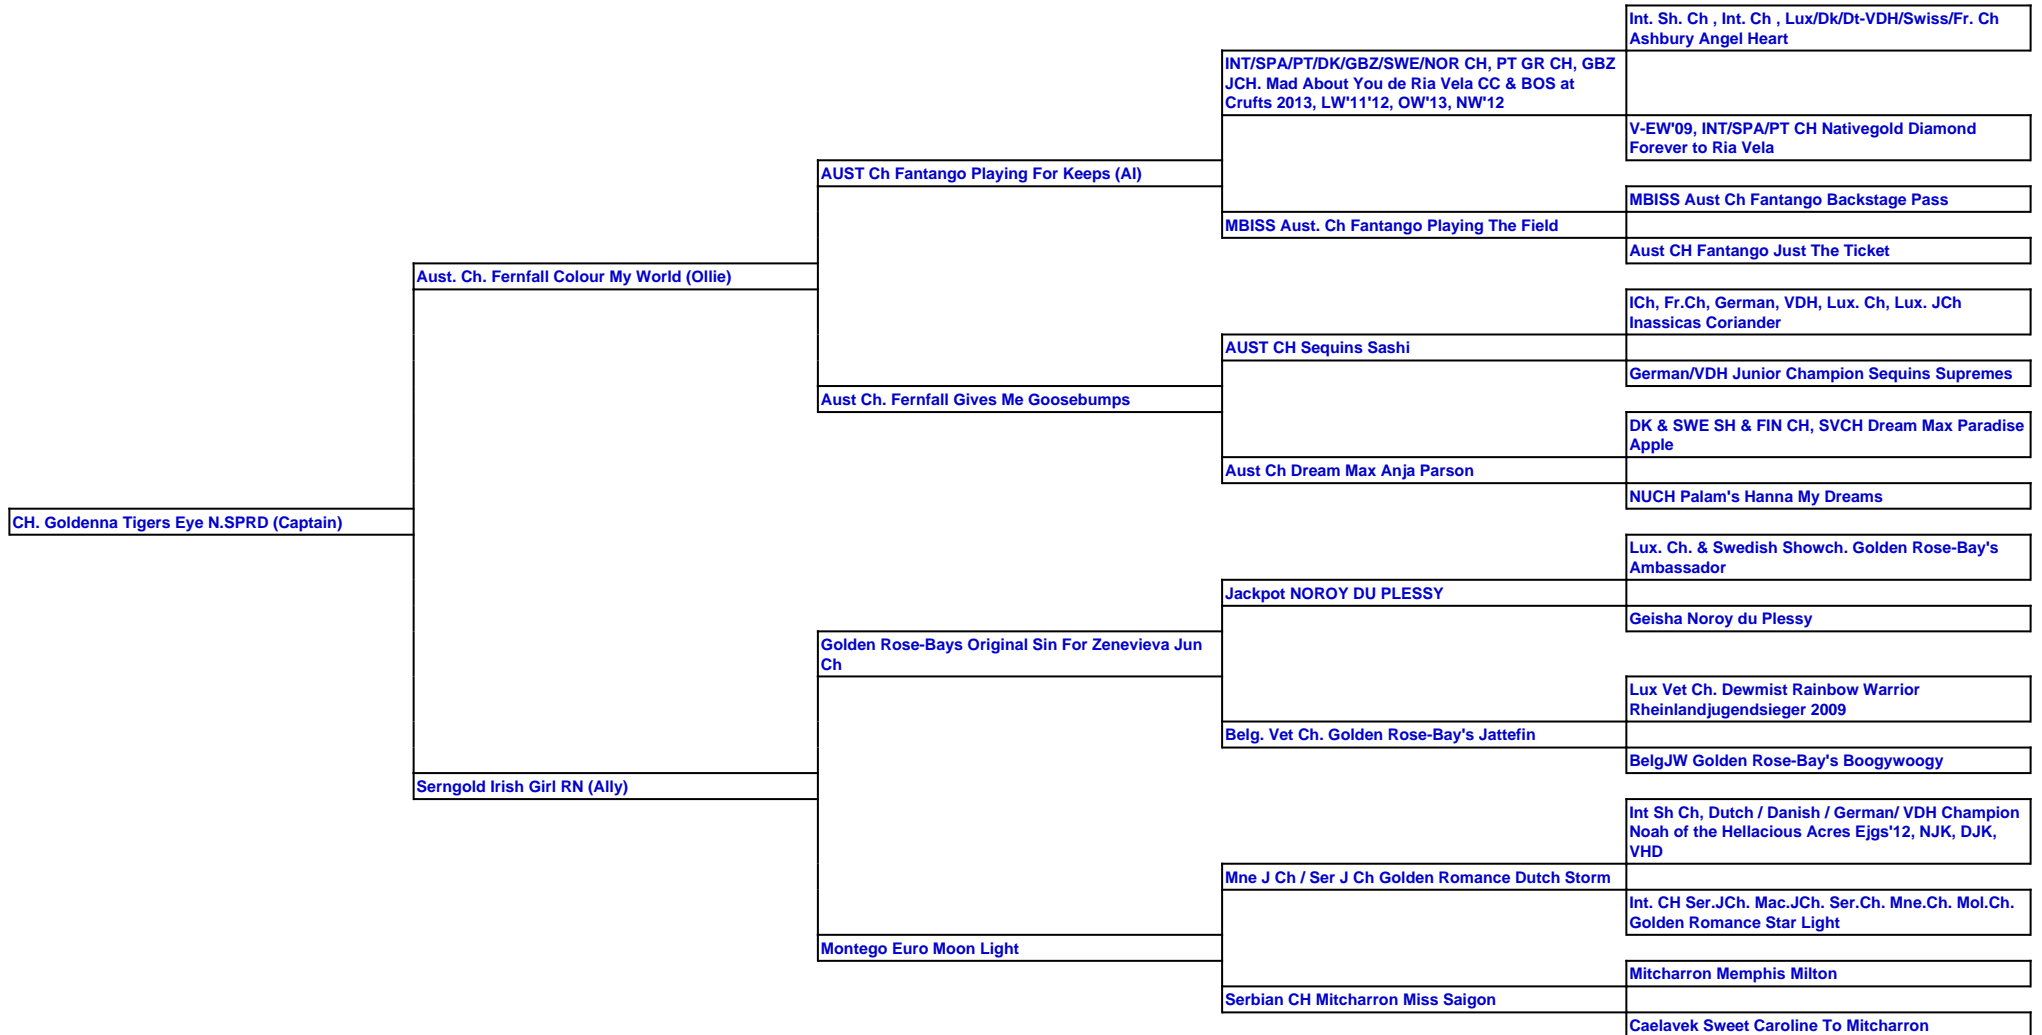 Int. Sh. Ch , Int. Ch , Lux/Dk/Dt-VDH/Swiss/Fr. Ch
Ashbury Angel Heart
INT/SPA/PT/DK/GBZ/SWE/NOR CH, PT GR CH, GBZ
JCH. Mad About You de Ria Vela CC & BOS at
Crufts 2013, LW'11'12, OW'13, NW'12
V-EW'09, INT/SPA/PT CH Nativegold Diamond
Forever to Ria Vela
AUST Ch Fantango Playing For Keeps (AI)
MBISS Aust Ch Fantango Backstage Pass
MBISS Aust. Ch Fantango Playing The Field
Aust CH Fantango Just The Ticket
Aust. Ch. Fernfall Colour My World (Ollie)
ICh, Fr.Ch, German, VDH, Lux. Ch, Lux. JCh
Inassicas Coriander
AUST CH Sequins Sashi
German/VDH Junior Champion Sequins Supremes
Aust Ch. Fernfall Gives Me Goosebumps
DK & SWE SH & FIN CH, SVCH Dream Max Paradise
Apple
Aust Ch Dream Max Anja Parson
NUCH Palam's Hanna My Dreams
CH. Goldenna Tigers Eye N.SPRD (Captain)
Lux. Ch. & Swedish Showch. Golden Rose-Bay's
Ambassador
Jackpot NOROY DU PLESSY
Geisha Noroy du Plessy
Golden Rose-Bays Original Sin For Zenevieva Jun
Ch
Lux Vet Ch. Dewmist Rainbow Warrior
Rheinlandjugendsieger 2009
Belg. Vet Ch. Golden Rose-Bay's Jattefin
BelgJW Golden Rose-Bay's Boogywoogy
Serngold Irish Girl RN (Ally)
Int Sh Ch, Dutch / Danish / German/ VDH Champion
Noah of the Hellacious Acres Ejgs'12, NJK, DJK,
VHD
Mne J Ch / Ser J Ch Golden Romance Dutch Storm
Int. CH Ser.JCh. Mac.JCh. Ser.Ch. Mne.Ch. Mol.Ch.
Golden Romance Star Light
Montego Euro Moon Light
Mitcharron Memphis Milton
Serbian CH Mitcharron Miss Saigon
Caelavek Sweet Caroline To Mitcharron